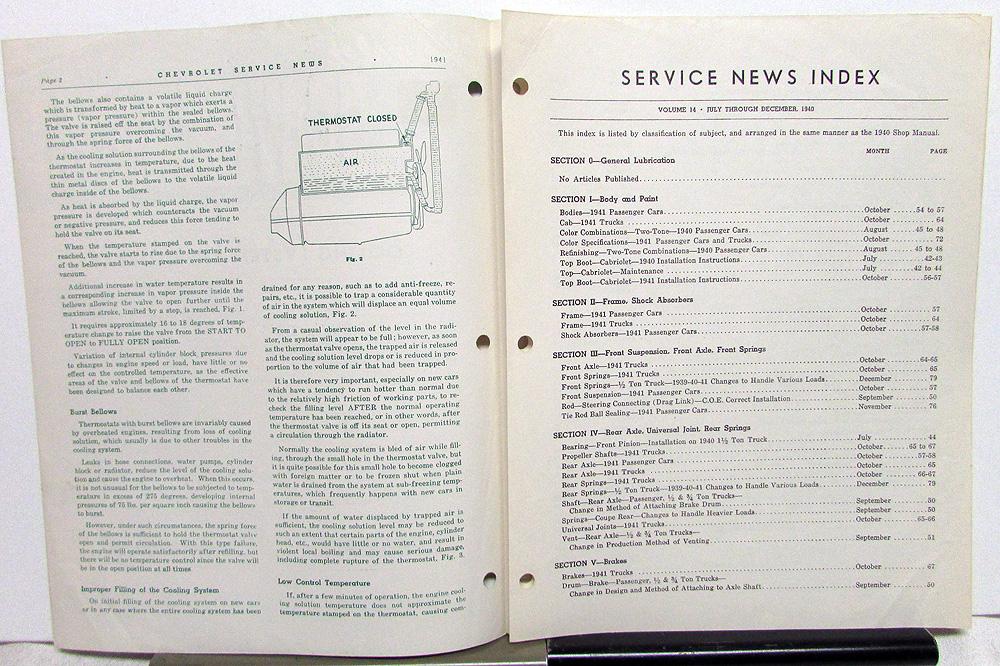 Page 2
CHEVROLET SERVICE NEWS
1941
The bellows also contains a volatile liquid charge
which is transformed by heat to a vapor which exerts a
pressure (vapor pressure) within the sealed bellows.
The valve is raised off the seat by the combination of
this vapor pressure overcoming the vacuum, and
through the spring force of the bellows.
As the cooling solution surrounding the bellows of the
thermostat increases in temperature, due to the heat
created in the engine, heat is transmitted through the
thin metal discs of the bellows to the volatile liquid
charge inside of the bellows.
As heat is absorbed by the liquid charge, the vapor
pressure is developed which counteracts the vacuum
or negative pressure, and reduces this force tending to
hold the valve on its seat.
When the temperature stamped on the valve is
reached, the valve starts to rise due to the spring force
of the bellows and the vapor pressure overcoming the
vacuum.
Additional increase in water temperature results in
a corresponding increase in vapor pressure inside the
bellows allowing the valve to open further until the
maximum stroke, limited by a stop, is reached, Fig. 1.
It requires approximately 16 to 18 degrees of temp-
erature change to raise the valve from the START TO
OPEN to FULLY OPEN position.
Variation of internal cylinder block pressures due
to changes in engine speed or load, have little or no
effect on the controlled temperature, as the effective
areas of the valve and bellows of the thermostat have
been designed to balance each other.
Burst Bellows
Thermostats with burst bellows are invariably caused
by overheated engines, resulting from loss of cooling
solution, which usually is due to other troubles in the
cooling system.
Leaks in hose connections, water pumps, cylinder
block or radiator, reduce the level of the cooling solu-
tion and cause the engine to overheat. When this occurs,
it is not unusual for the bellows to be subjected to temp-
erature in excess of 275 degrees, developing internal
pressures of 75 lbs. per square inch causing the bellows
to burst.
However, under such circumstances, the spring force
of the bellows is sufficient to hold the thermostat valve
open and permit circulation. With this type failure,
the engine will operate satisfactorily after refilling, but
there will be no temperature control since the valve will
be in the open position at all times.
Improper Filling of the Cooling System
On initial filling of the cooling system on new cars
or in any case where the entire cooling system has been
THERMOSTAT CLOSED
AIR
Fig. 2
drained for any reason, such as to add anti-freeze, re-
pairs, etc., it is possible to trap a considerable quantity
of air in the system which will displace an equal volume
of cooling solution, Fig. 2.
From a casual observation of the level in the radi-
ator, the system will appear to be full; however, as soon
as the thermostat valve opens, the trapped air is released
and the cooling solution level drops or is reduced in pro-
portion to the volume of air that had been trapped.
It is therefore very important, especially on new cars
which have a tendency to run hotter than normal due
to the relatively high friction of working parts, to re-
check the filling level AFTER the normal operating
temperature has been reached, or in other words, after
the thermostat valve is off its seat or open, permitting
a circulation through the radiator.
Normally the cooling system is bled of air while fill-
ing, through the small hole in the thermostat valve, but
it is quite possible for this small hole to become clogged
with foreign matter or to be frozen shut when plain
water is drained from the system at sub-freezing temp-
eratures, which frequently happens with new cars in
storage or transit.
If the amount of water displaced by trapped air is
sufficient, the cooling solution level may be reduced to
such an extent that certain parts of the engine, cylinder
head, etc., would have little or no water, and result in
violent local boiling and may cause serious damage,
including complete rupture of the thermostat, Fig. 3.
Low Control Temperature
If, after a few minutes of operation, the engine cool-
ing solution temperature does not approximate the
temperature stamped on the thermostat, causing com-
SERVICE NEWS INDEX
VOLUME 14 • JULY THROUGH DECEMBER, 1940
This index is listed by classification of subject, and arranged in the same manner as the 1940 Shop Manual.
MONTH PAGE
SECTION 0—General Lubrication
No Articles Published
SECTION I—Body and Paint
Bodies—1941 Passenger Cars October 54 to 57
Cab—1941 Trucks October 64
Color Combinations—Two-Tone—1940 Passenger Cars August 45 to 48
Color Specifications—1941 Passenger Cars and Trucks October 72
Refinishing—Two-Tone Combinations—1940 Passenger Cars August 45 to 48
Top Boot—Cabriolet—1940 Installation Instructions July 42-43
Top—Cabriolet—Maintenance July 42 to 44
Top Boot—Cabriolet—1941 Installation Instructions October 56-57
SECTION II—Frame, Shock Absorbers
Frame—1941 Passenger Cars October 57
Frame—1941 Trucks October 64
Shock Absorbers—1941 Passenger Cars October 57-58
SECTION III—Front Suspension, Front Axle, Front Springs
Front Axle—1941 Trucks October 64-65
Front Springs—1941 Trucks October 65
Front Springs—½ Ton Truck—1939-40-41 Changes to Handle Various Loads December 79
Front Suspension—1941 Passenger Cars October 57
Rod—Steering Connecting (Drag Link)—C.O.E. Correct Installation September 50
Tie Rod Ball Sealing—1941 Passenger Cars November 76
SECTION IV—Rear Axle, Universal Joint, Rear Springs
Bearing—Front Pinion—Installation on 1940 1½ Ton Truck July 44
Propeller Shafts—1941 Trucks October 65 to 67
Rear Axle—1941 Passenger Cars October 57-58
Rear Axle—1941 Trucks October 65
Rear Springs—1941 Trucks October 66-67
Rear Springs—½ Ton Truck—1939-40-41 Changes to Handle Various Loads December 79
Shaft—Rear Axle—Passenger, ½ & ¾ Ton Trucks—
Change in Method of Attaching Brake Drum September 50
Springs—Coupe Rear—Changes to Handle Heavier Loads September 50
Universal Joints—1941 Trucks October 65-66
Vent—Rear Axle—½ & ¾ Ton Trucks—
Change in Production Method of Venting September 51
SECTION V—Brakes
Brakes—1941 Trucks October 67
Drum—Brake—Passenger, ½ & ¾ Ton Trucks—
Change in Design and Method of Attaching to Axle Shaft September 50